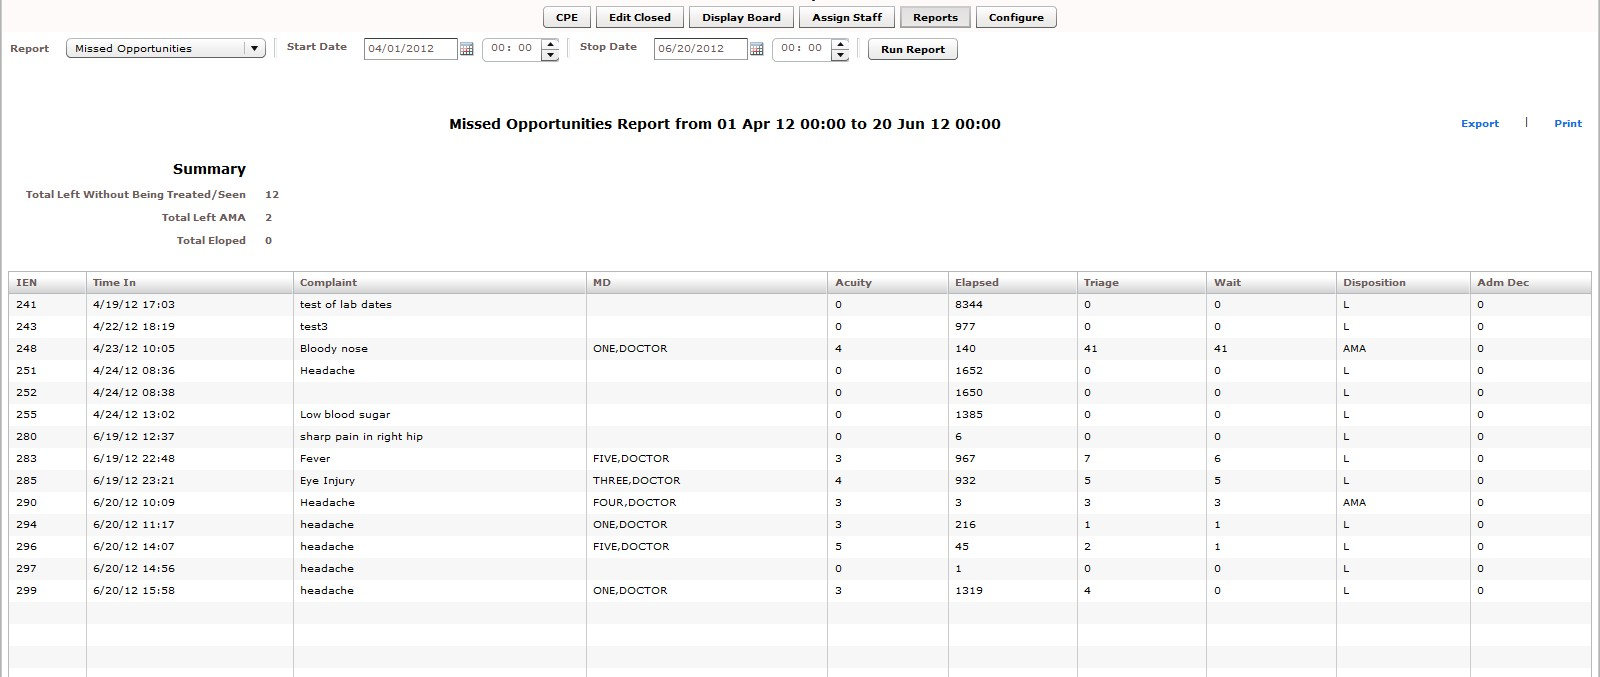 CPE Edit Closed Display Board Assign Staff Reports Configure
Report Missed Opportunities Start Date 04/01/2012 00: 00 Stop Date 06/20/2012 00: 00 Run Report
Missed Opportunities Report from 01 Apr 12 00:00 to 20 Jun 12 00:00 Export | Print
Summary
Total Left Without Being Treated/Seen 12
Total Left AMA 2
Total Eloped 0
IEN Time In Complaint MD Acuity Elapsed Triage Wait Disposition Adm Dec
241 4/19/12 17:03 test of lab dates 0 8344 0 0 L 0
243 4/22/12 18:19 test3 0 977 0 0 L 0
248 4/23/12 10:05 Bloody nose ONE,DOCTOR 4 140 41 41 AMA 0
251 4/24/12 08:36 Headache 0 1652 0 0 L 0
252 4/24/12 08:38 0 1650 0 0 L 0
255 4/24/12 13:02 Low blood sugar 0 1385 0 0 L 0
280 6/19/12 12:37 sharp pain in right hip 0 6 0 0 L 0
283 6/19/12 22:48 Fever FIVE,DOCTOR 3 967 7 6 L 0
285 6/19/12 23:21 Eye Injury THREE,DOCTOR 4 932 5 5 L 0
290 6/20/12 10:09 Headache FOUR,DOCTOR 3 3 3 3 AMA 0
294 6/20/12 11:17 headache ONE,DOCTOR 3 216 1 1 L 0
296 6/20/12 14:07 headache FIVE,DOCTOR 5 45 2 1 L 0
297 6/20/12 14:56 headache 0 1 0 0 L 0
299 6/20/12 15:58 headache ONE,DOCTOR 3 1319 4 0 L 0